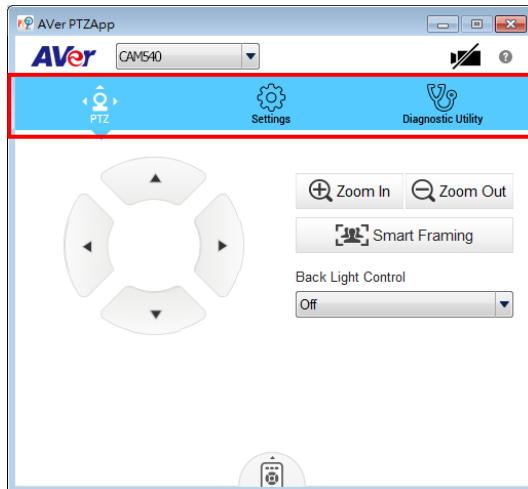 AVer PTZApp
AVer
CAM540
PTZ
Settings
Diagnostic Utility
Zoom In
Zoom Out
Smart Framing
Back Light Control
Off